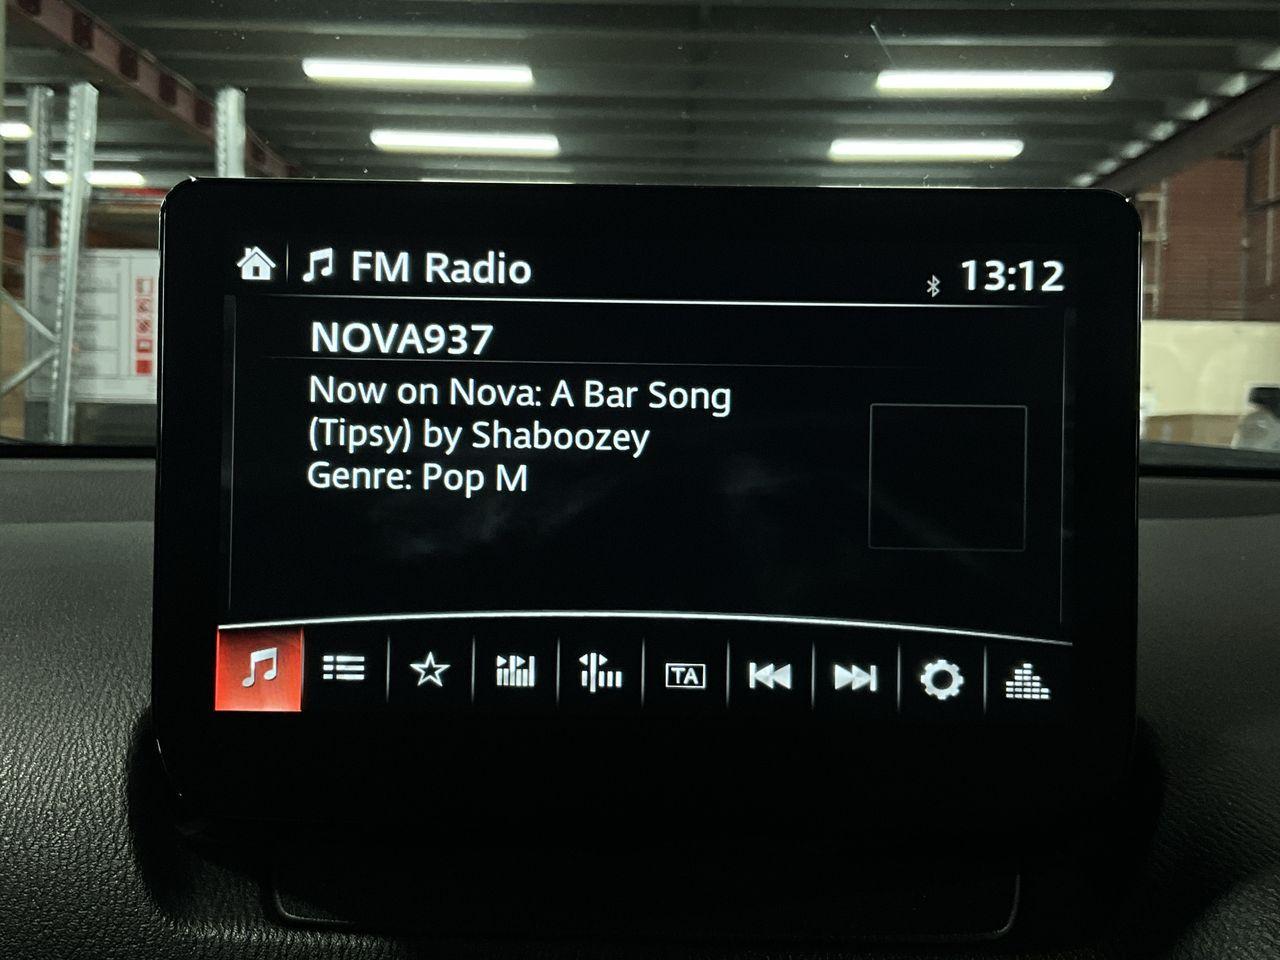 FM Radio
13:12
NOVA937
Now on Nova: A Bar Song
(Tipsy) by Shaboozey
Genre: Pop M
TA